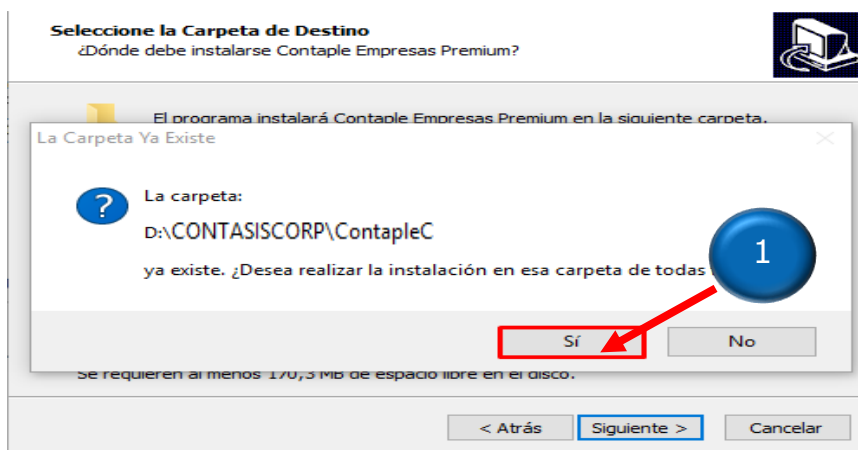 Seleccione la Carpeta de Destino
¿Dónde debe instalarse Contaple Empresas Premium?
El programa instalará Contaple Empresas Premium en la siguiente carpeta.
La Carpeta Ya Existe
La carpeta:
D:\CONTASISCORP\ContapleC
ya existe. ¿Desea realizar la instalación en esa carpeta de todas
1
Sí No
Se requieren al menos 170,3 MB de espacio libre en el disco.
< Atrás Siguiente > Cancelar